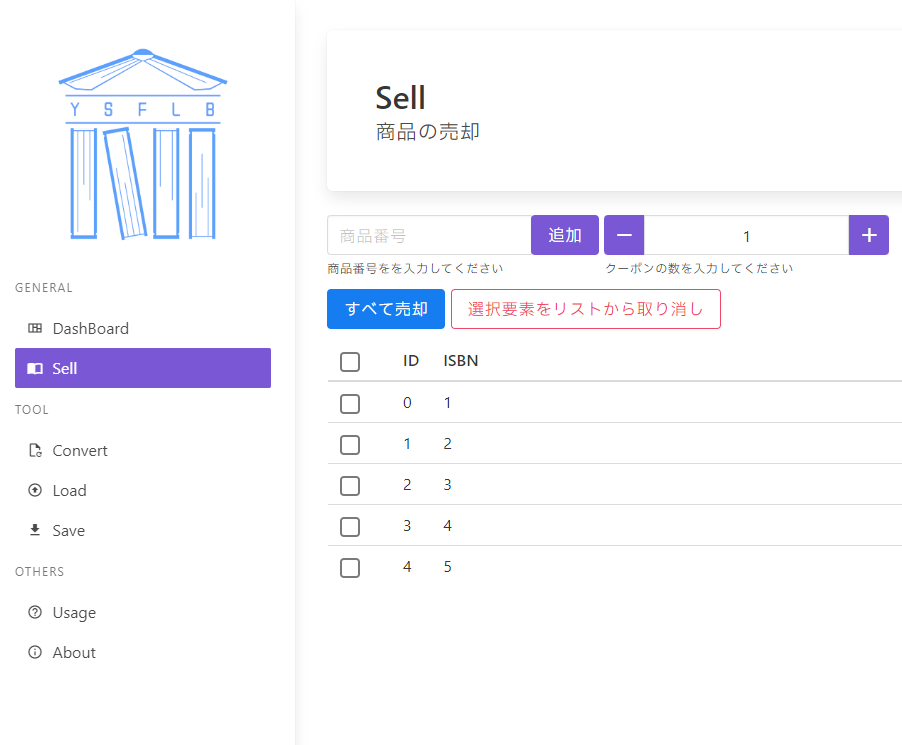 Y S F L B
GENERAL
DashBoard
Sell
TOOL
Convert
Load
Save
OTHERS
Usage
About
Sell
商品の売却
商品番号 追加 − 1 +
商品番号をを入力してください クーポンの数を入力してください
すべて売却 選択要素をリストから取り消し
ID ISBN
0 1
1 2
2 3
3 4
4 5